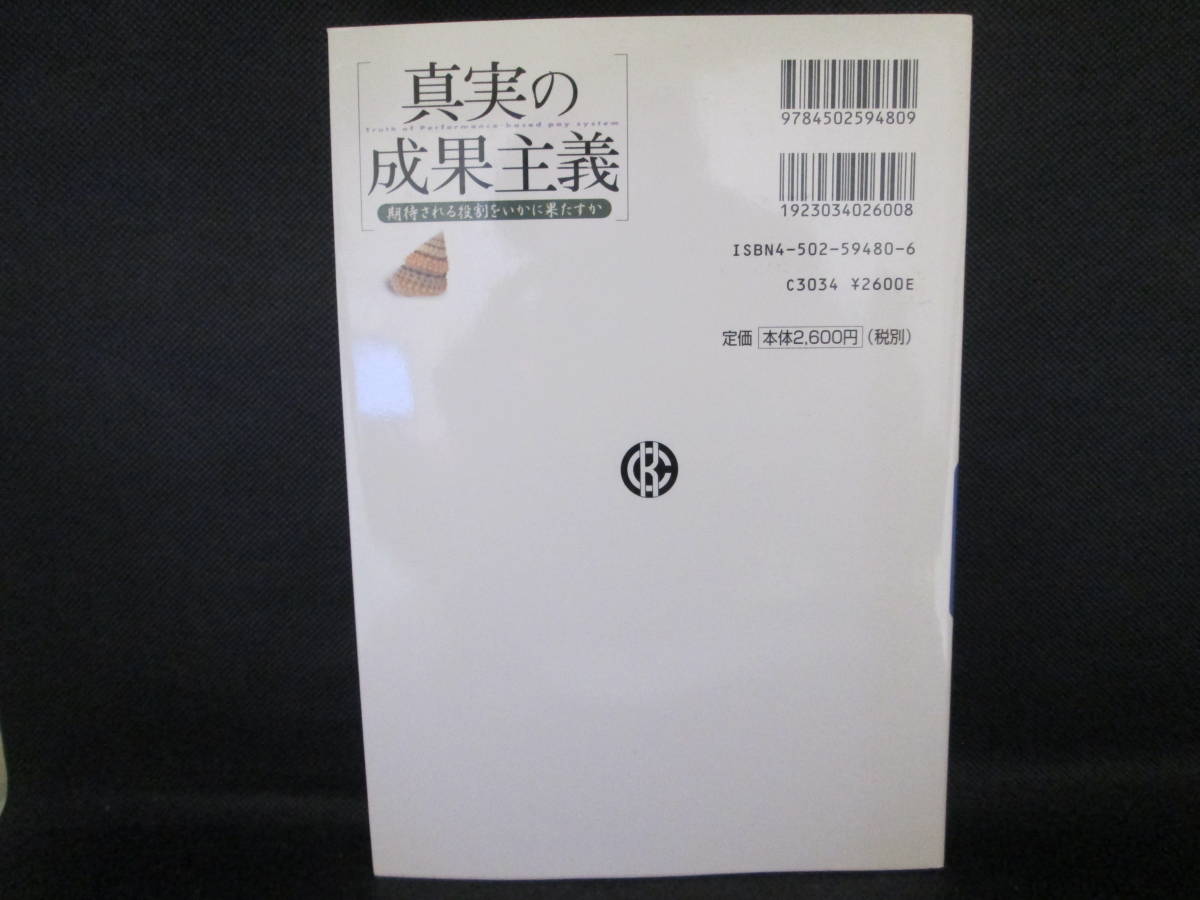 真実の
Truth of Performance-based pay system
成果主義
期待される役割をいかに果たすか
9784502594809
1923034026008
ISBN4-502-59480-6
C3034 ¥2600E
定価 本体2,600円 (税別)
CKC